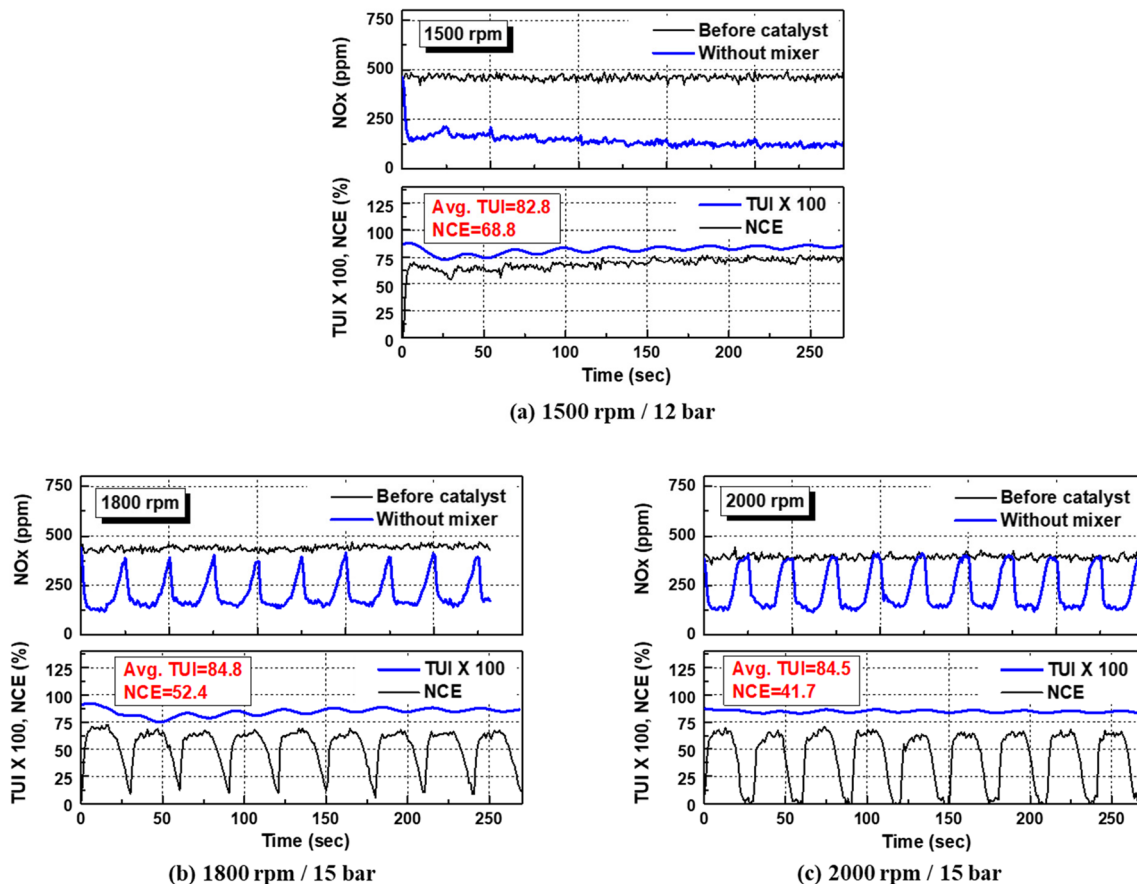 1500 rpm
Before catalyst
Without mixer
NOx (ppm)
750
500
250
0
Avg. TUI=82.8
NCE=68.8
TUI X 100
NCE
TUI X 100, NCE (%)
125
100
75
50
25
0
0 50 100 150 200 250
Time (sec)
(a) 1500 rpm / 12 bar
1800 rpm
Before catalyst
Without mixer
NOx (ppm)
750
500
250
0
Avg. TUI=84.8
NCE=52.4
TUI X 100
NCE
TUI X 100, NCE (%)
125
100
75
50
25
0
0 50 100 150 200 250
Time (sec)
(b) 1800 rpm / 15 bar
2000 rpm
Before catalyst
Without mixer
NOx (ppm)
750
500
250
0
Avg. TUI=84.5
NCE=41.7
TUI X 100
NCE
TUI X 100, NCE (%)
125
100
75
50
25
0
0 50 100 150 200 250
Time (sec)
(c) 2000 rpm / 15 bar